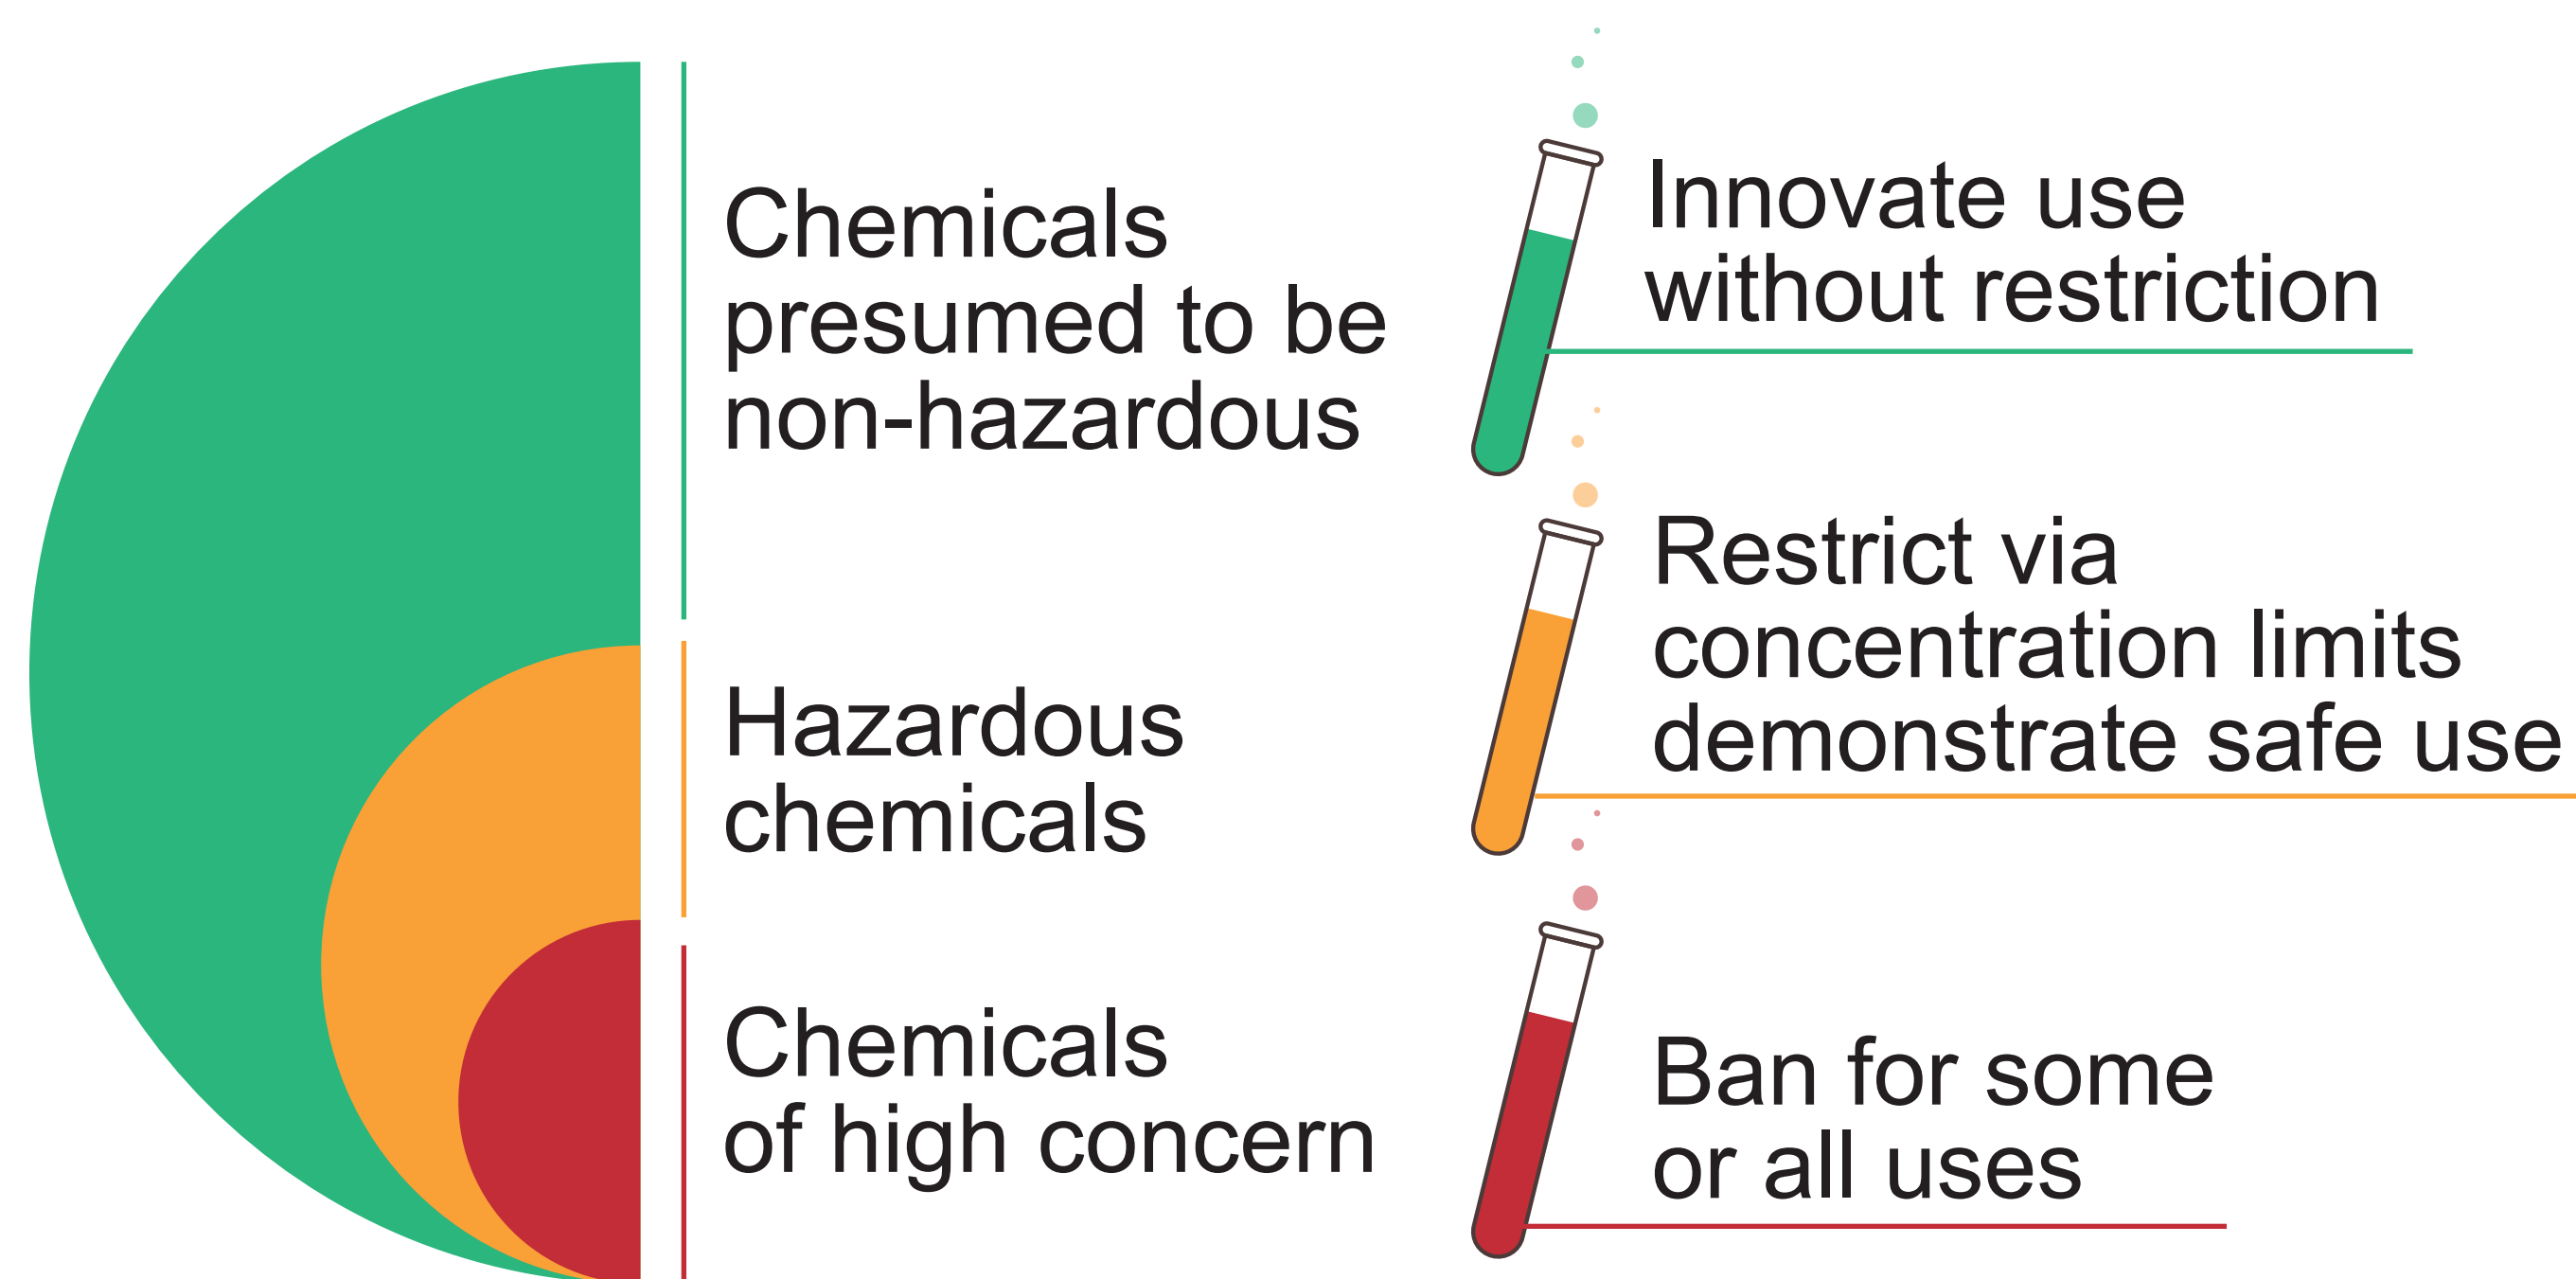 Chemicals
presumed to be
non-hazardous
Innovate use
without restriction
Hazardous
chemicals
Restrict via
concentration limits
demonstrate safe use
Chemicals
of high concern
Ban for some
or all uses